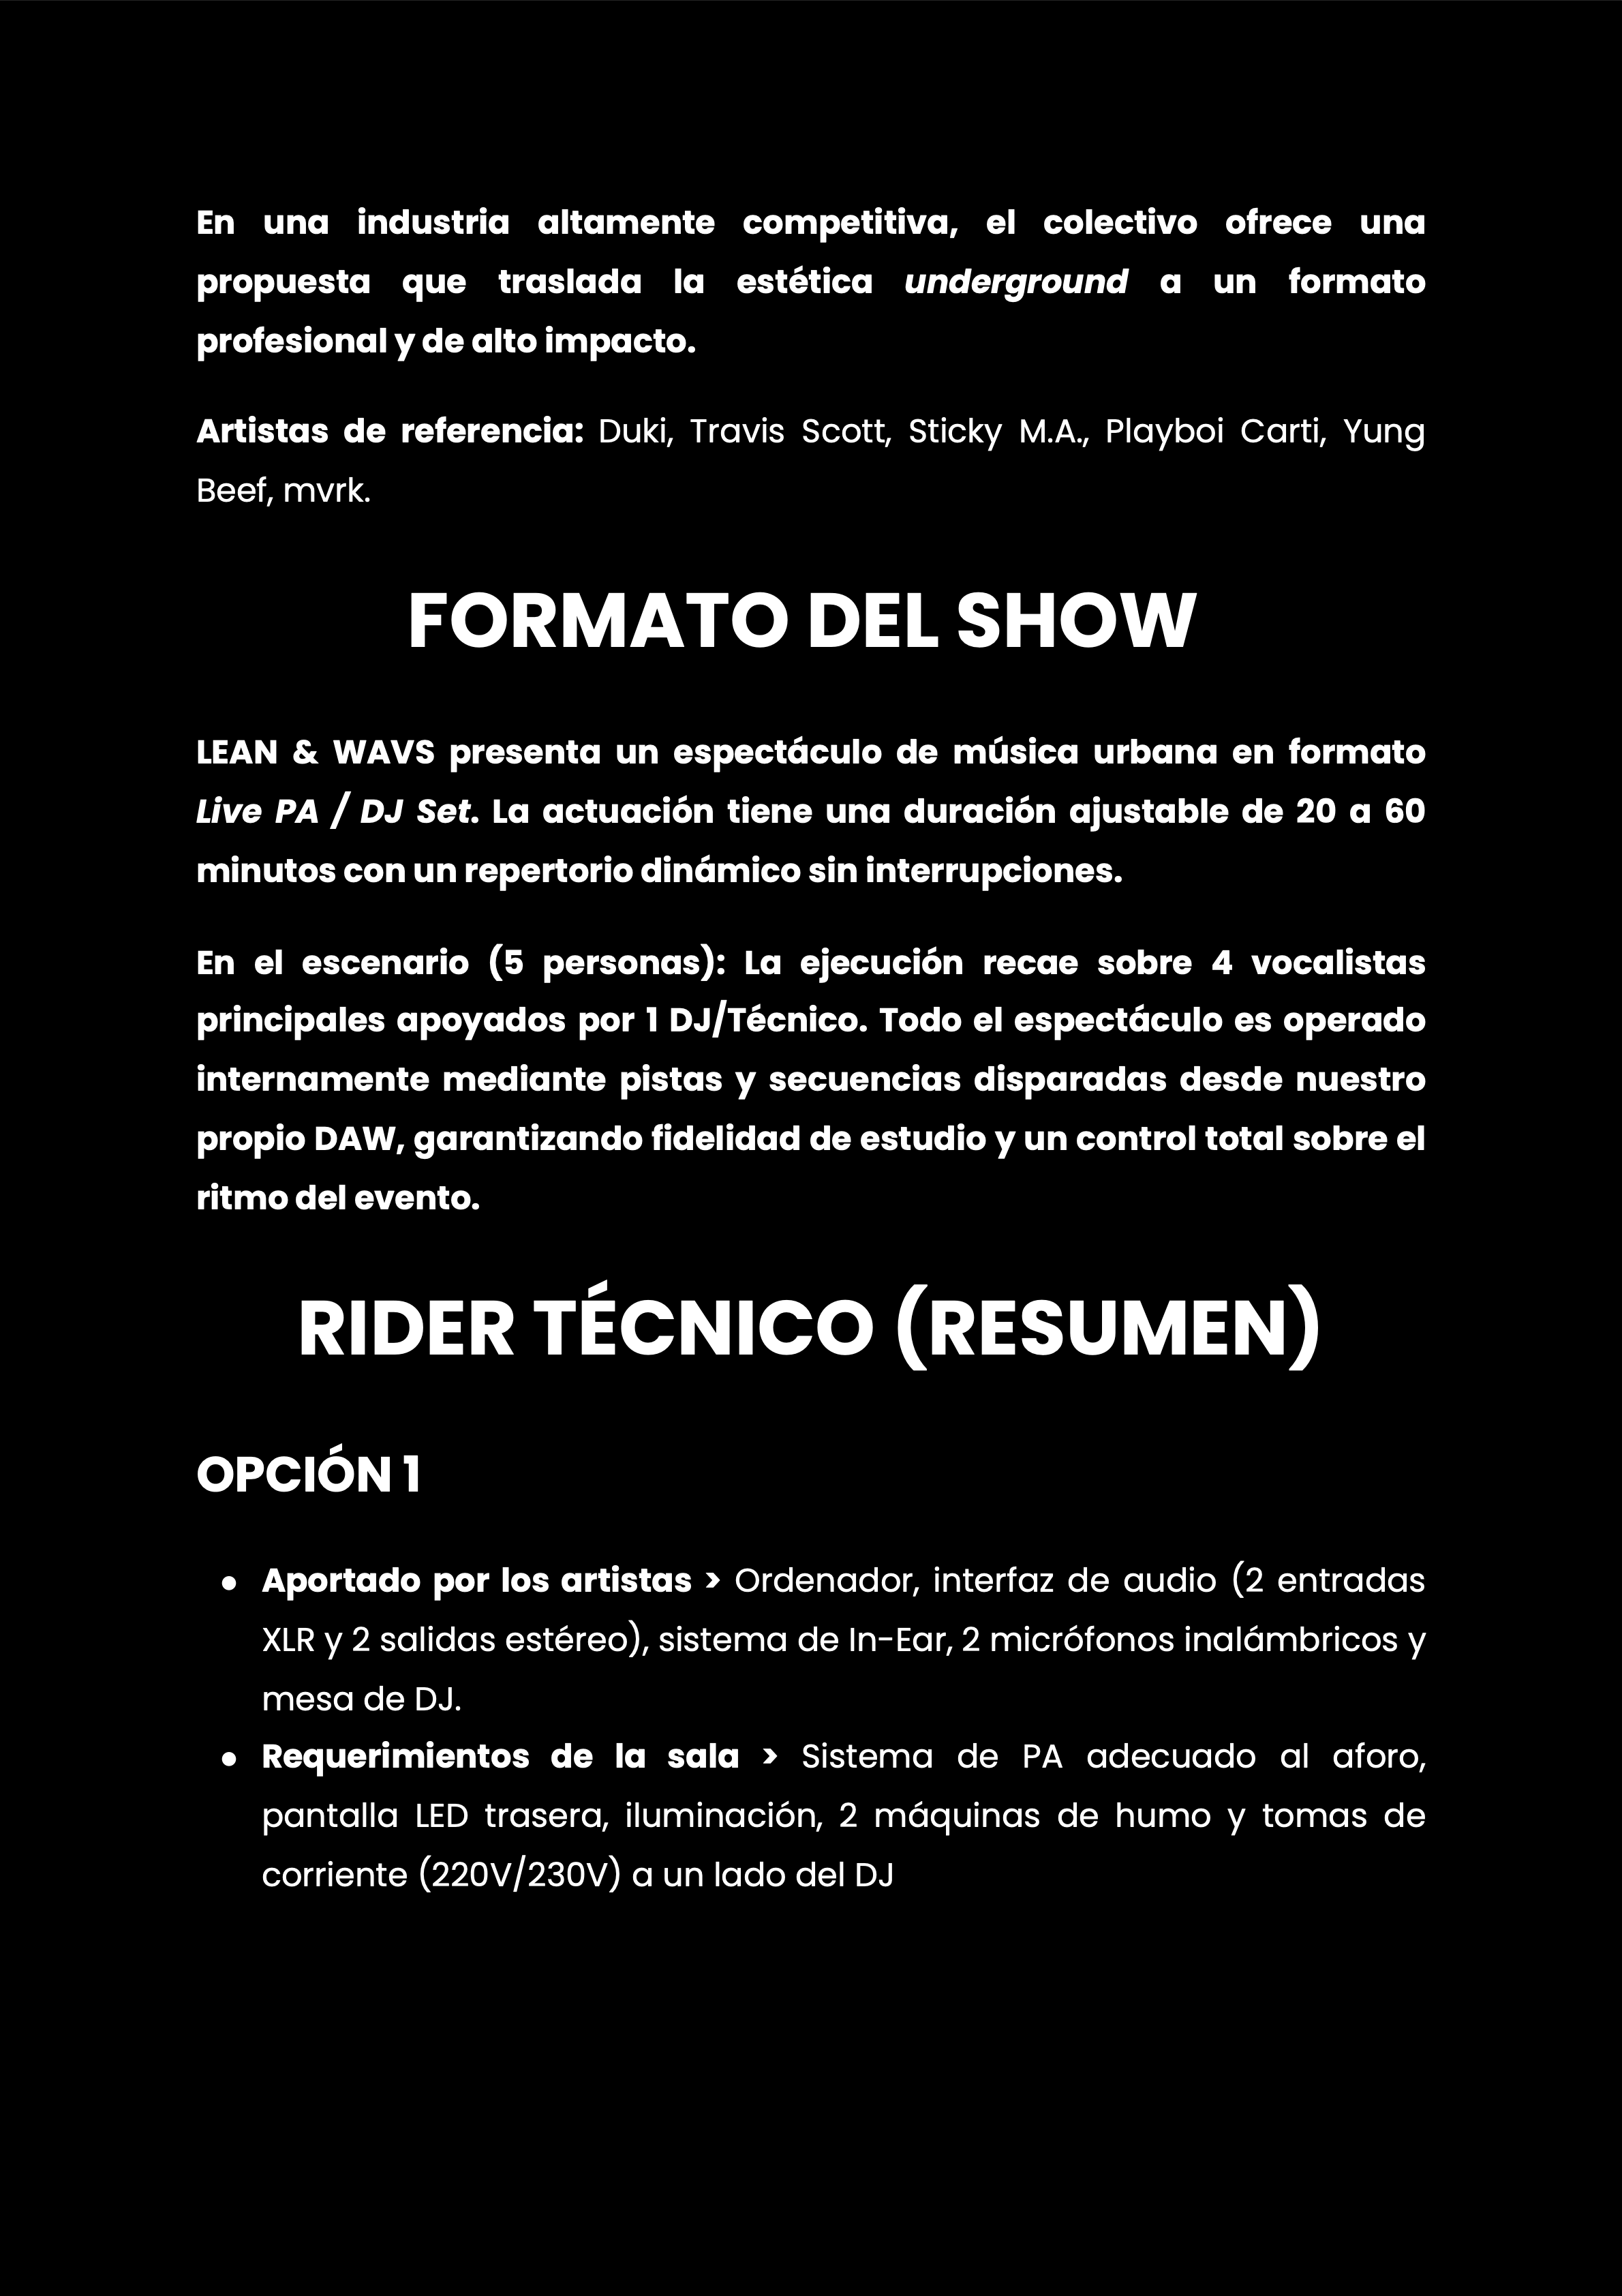 En una industria altamente competitiva, el colectivo ofrece una
propuesta que traslada la estética underground a un formato
profesional y de alto impacto.
Artistas de referencia: Duki, Travis Scott, Sticky M.A., Playboi Carti, Yung
Beef, mvrk.
FORMATO DEL SHOW
LEAN & WAVS presenta un espectáculo de música urbana en formato
Live PA / DJ Set. La actuación tiene una duración ajustable de 20 a 60
minutos con un repertorio dinámico sin interrupciones.
En el escenario (5 personas): La ejecución recae sobre 4 vocalistas
principales apoyados por 1 DJ/Técnico. Todo el espectáculo es operado
internamente mediante pistas y secuencias disparadas desde nuestro
propio DAW, garantizando fidelidad de estudio y un control total sobre el
ritmo del evento.
RIDER TÉCNICO (RESUMEN)
OPCIÓN 1
● Aportado por los artistas > Ordenador, interfaz de audio (2 entradas
XLR y 2 salidas estéreo), sistema de In-Ear, 2 micrófonos inalámbricos y
mesa de DJ.
● Requerimientos de la sala > Sistema de PA adecuado al aforo,
pantalla LED trasera, iluminación, 2 máquinas de humo y tomas de
corriente (220V/230V) a un lado del DJ